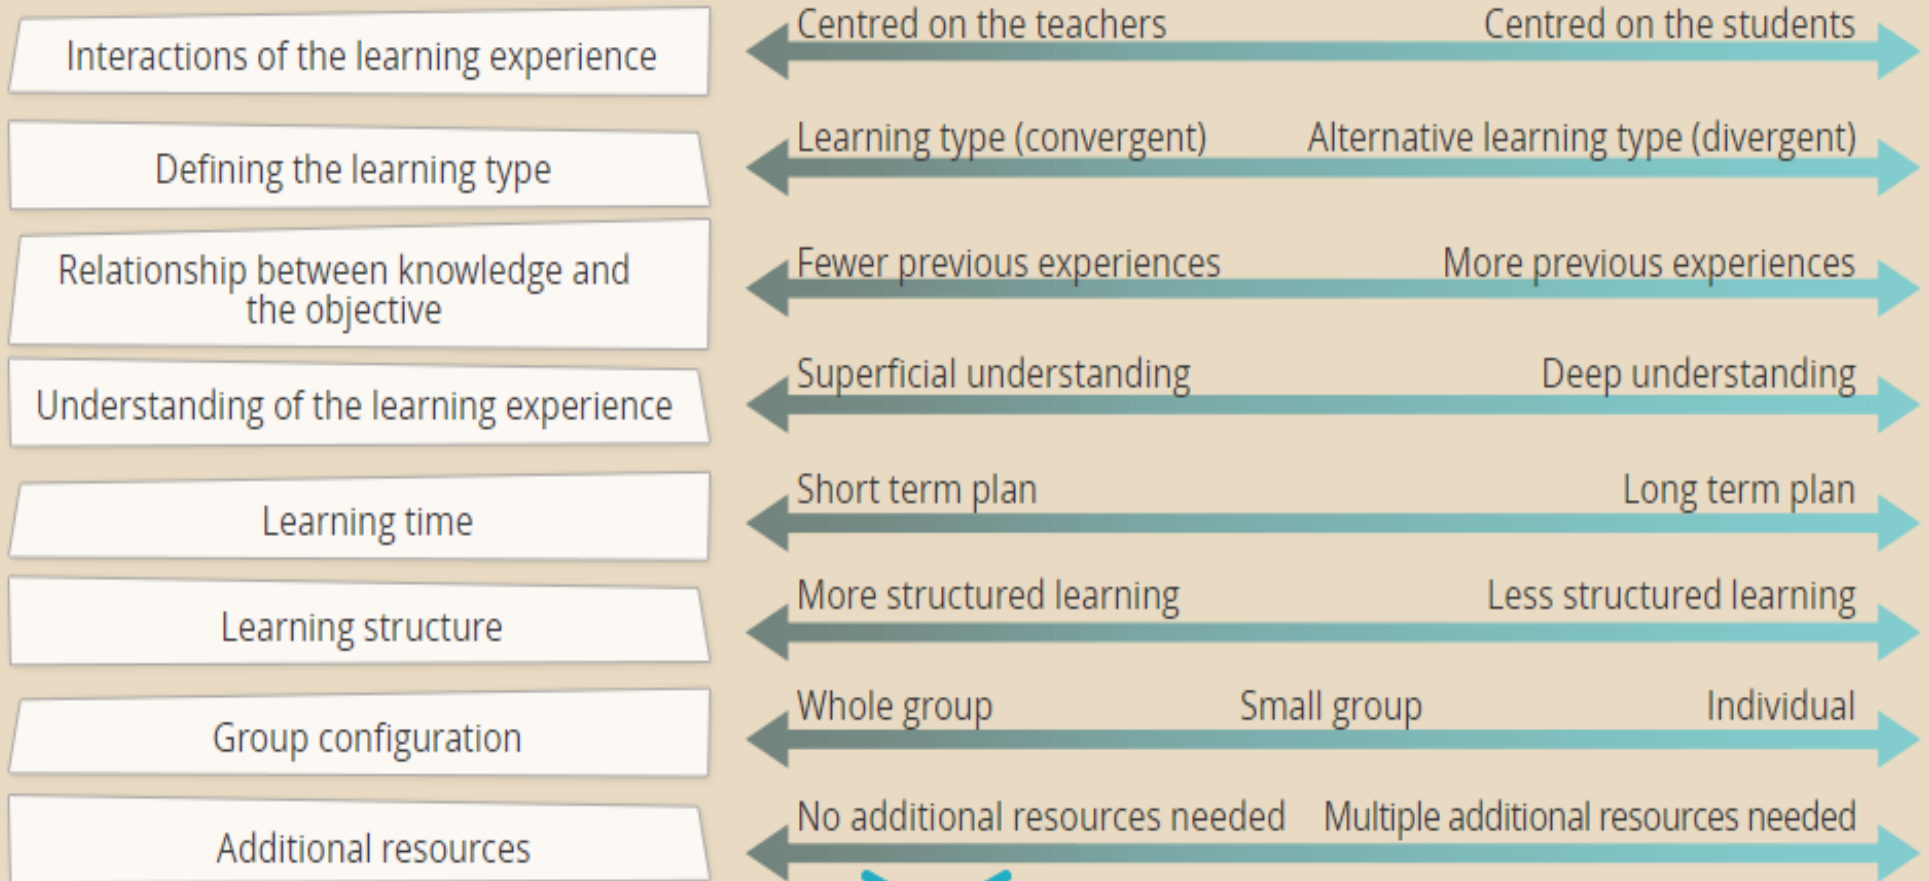 Interactions of the learning experience
Centred on the teachers Centred on the students
Defining the learning type
Learning type (convergent) Alternative learning type (divergent)
Relationship between knowledge and
the objective
Fewer previous experiences More previous experiences
Understanding of the learning experience
Superficial understanding Deep understanding
Learning time
Short term plan Long term plan
Learning structure
More structured learning Less structured learning
Group configuration
Whole group Small group Individual
Additional resources
No additional resources needed Multiple additional resources needed